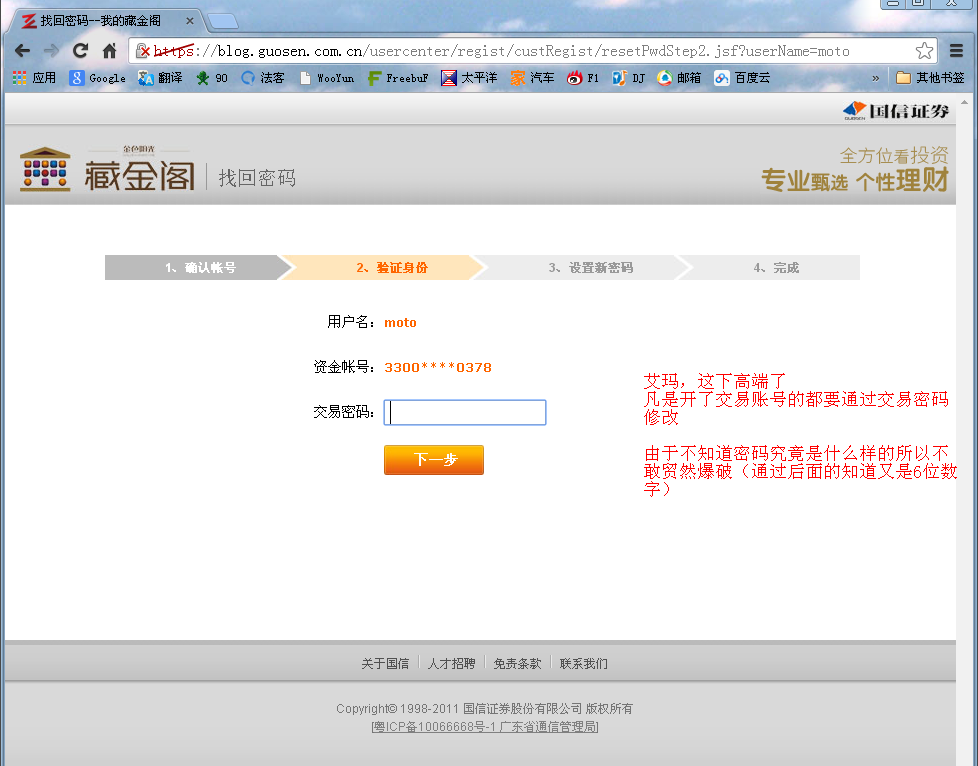 找回密码--我的藏金阁
https://blog.guosen.com.cn/usercenter/regist/custRegist/resetPwdStep2.jsf?userName=moto
应用 Google 翻译 90 法客 WooYun FreebuF 太平洋 汽车 F1 DJ 邮箱 百度云 » 其他书签
GUOSEN 国信证券
金色阳光
藏金阁 找回密码
全方位看投资
专业甄选 个性理财
1、确认帐号 2、验证身份 3、设置新密码 4、完成
用户名： moto
资金帐号： 3300****0378
交易密码：
下一步
艾玛，这下高端了
凡是开了交易账号的都要通过交易密码
修改
由于不知道密码究竟是什么样的所以不
敢贸然爆破（通过后面的知道又是6位数
字）
关于国信 人才招聘 免责条款 联系我们
Copyright© 1998-2011 国信证券股份有限公司 版权所有
[粤ICP备10066668号-1 广东省通信管理局]